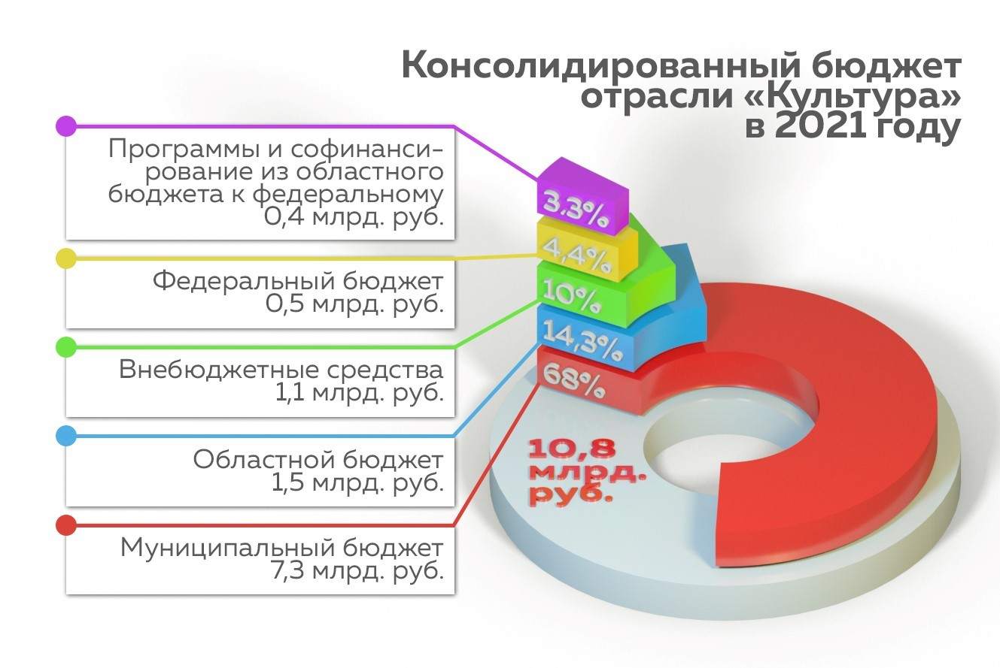 Консолидированный бюджет
отрасли «Культура»
в 2021 году
Программы и софинанси-
рование из областного
бюджета к федеральному
0,4 млрд. руб.
Федеральный бюджет
0,5 млрд. руб.
Внебюджетные средства
1,1 млрд. руб.
Областной бюджет
1,5 млрд. руб.
Муниципальный бюджет
7,3 млрд. руб.
3.3%
4,4%
10%
14,3%
68%
10,8
млрд.
руб.